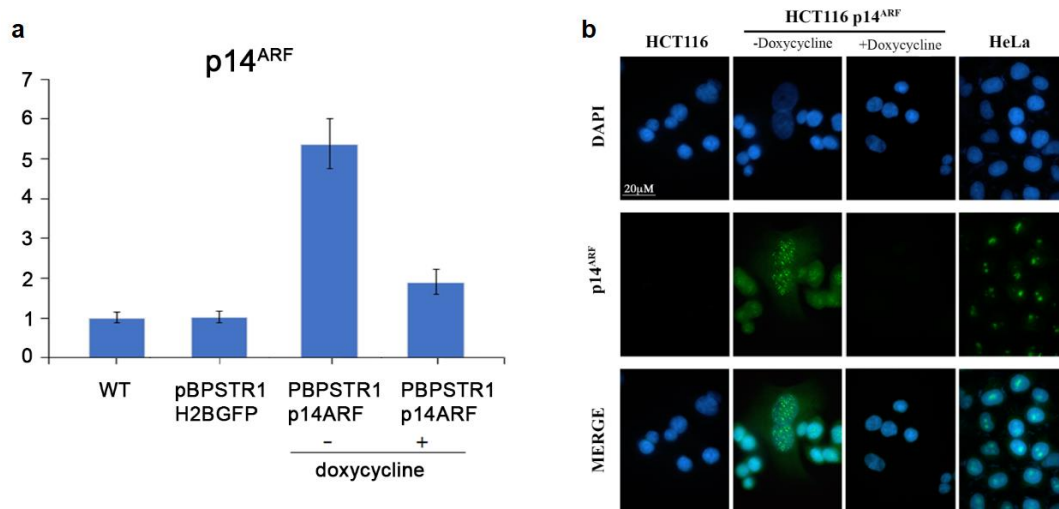 a
p14ARF
7
6
5
4
3
2
1
0
WT
pBPSTR1
H2BGFP
PBPSTR1
p14ARF
PBPSTR1
p14ARF
- +
doxycycline
b
HCT116 p14ARF
HCT116 -Doxycycline +Doxycycline HeLa
DAPI
20µM
p14ARF
MERGE